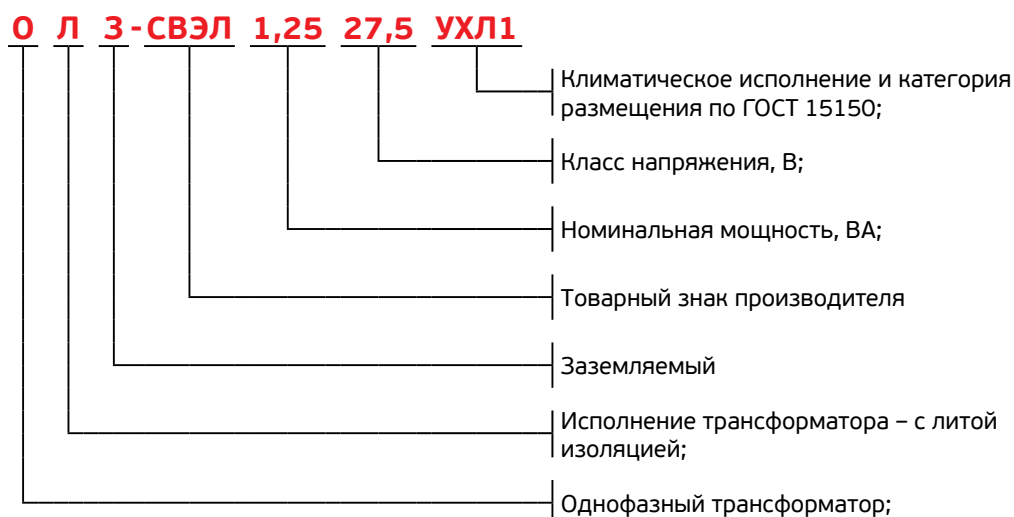 О Л З - СВЭЛ 1,25 27,5 УХЛ1
Климатическое исполнение и категория
размещения по ГОСТ 15150;
Класс напряжения, В;
Номинальная мощность, ВА;
Товарный знак производителя
Заземляемый
Исполнение трансформатора – с литой
изоляцией;
Однофазный трансформатор;